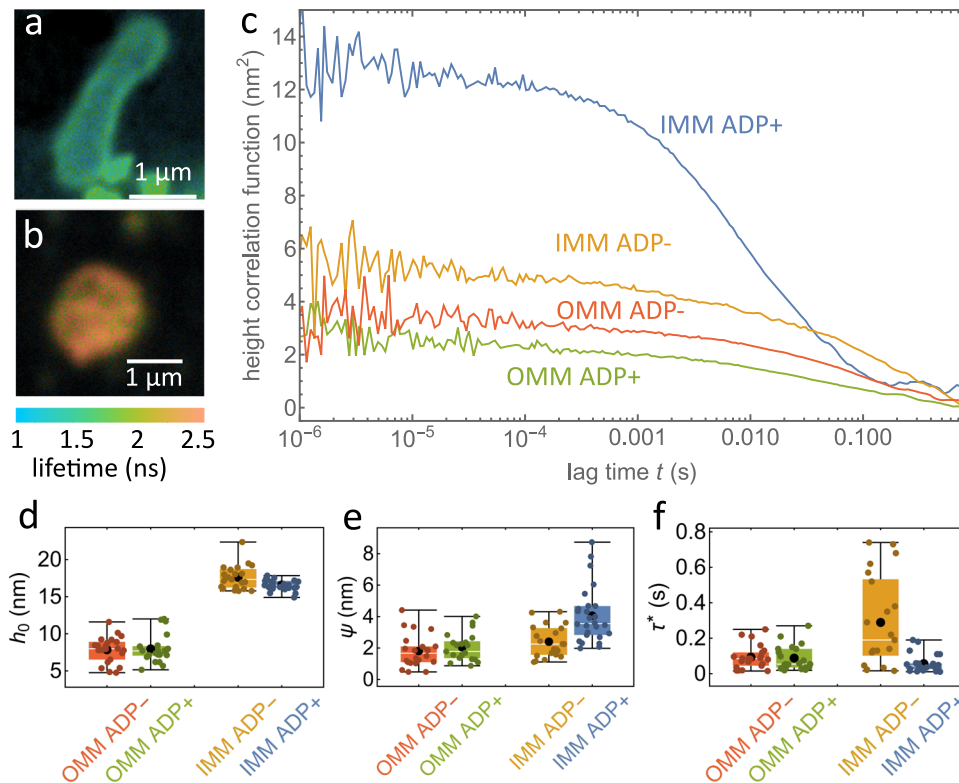 a
1 μm
b
1 μm
1 1.5 2 2.5
lifetime (ns)
c
height correlation function (nm²)
14
12
10
8
6
4
2
0
IMM ADP+
IMM ADP-
OMM ADP-
OMM ADP+
10⁻⁶ 10⁻⁵ 10⁻⁴ 0.001 0.010 0.100
lag time t (s)
d
h₀ (nm)
20
15
10
5
OMM ADP−
OMM ADP+
IMM ADP−
IMM ADP+
e
ψ (nm)
8
6
4
2
0
OMM ADP−
OMM ADP+
IMM ADP−
IMM ADP+
f
τ* (s)
0.8
0.6
0.4
0.2
0
OMM ADP−
OMM ADP+
IMM ADP−
IMM ADP+